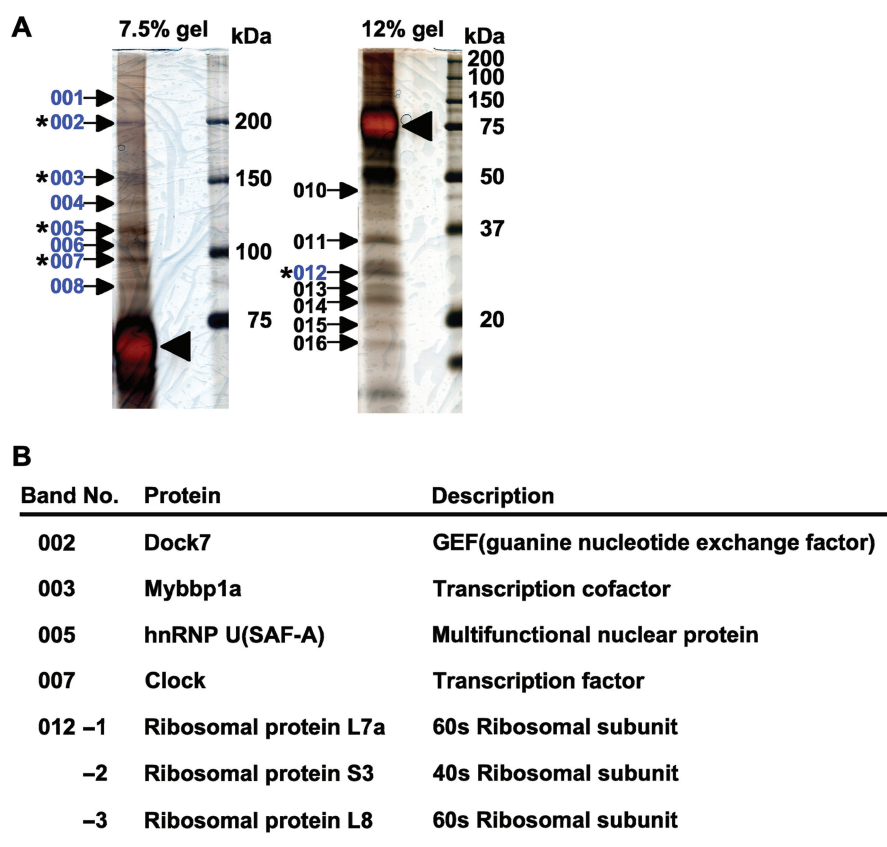 A
7.5% gel
kDa
12% gel
kDa
001
*002
*003
004
*005
006
*007
008
200
150
100
75
010
011
*012
013
014
015
016
200
100
150
75
50
37
20
B
Band No. Protein Description
002 Dock7 GEF(guanine nucleotide exchange factor)
003 Mybbp1a Transcription cofactor
005 hnRNP U(SAF-A) Multifunctional nuclear protein
007 Clock Transcription factor
012 –1 Ribosomal protein L7a 60s Ribosomal subunit
–2 Ribosomal protein S3 40s Ribosomal subunit
–3 Ribosomal protein L8 60s Ribosomal subunit